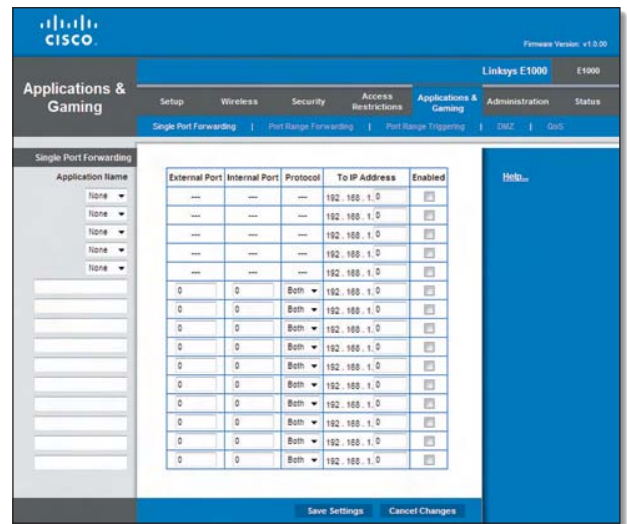 CISCO
Firmware Version: v1.0.00
Linksys E1000 E1000
Applications & Gaming
Setup Wireless Security Access Restrictions Applications & Gaming Administration Status
Single Port Forwarding | Port Range Forwarding | Port Range Triggering | DMZ | QoS
Single Port Forwarding
Application Name External Port Internal Port Protocol To IP Address Enabled
Help...
None --- --- --- 192 . 168 . 1. 0
None --- --- --- 192 . 168 . 1. 0
None --- --- --- 192 . 168 . 1. 0
None --- --- --- 192 . 168 . 1. 0
None --- --- --- 192 . 168 . 1. 0
0 0 Both 192 . 168 . 1. 0
0 0 Both 192 . 168 . 1. 0
0 0 Both 192 . 168 . 1. 0
0 0 Both 192 . 168 . 1. 0
0 0 Both 192 . 168 . 1. 0
0 0 Both 192 . 168 . 1. 0
0 0 Both 192 . 168 . 1. 0
0 0 Both 192 . 168 . 1. 0
0 0 Both 192 . 168 . 1. 0
0 0 Both 192 . 168 . 1. 0
Save Settings Cancel Changes